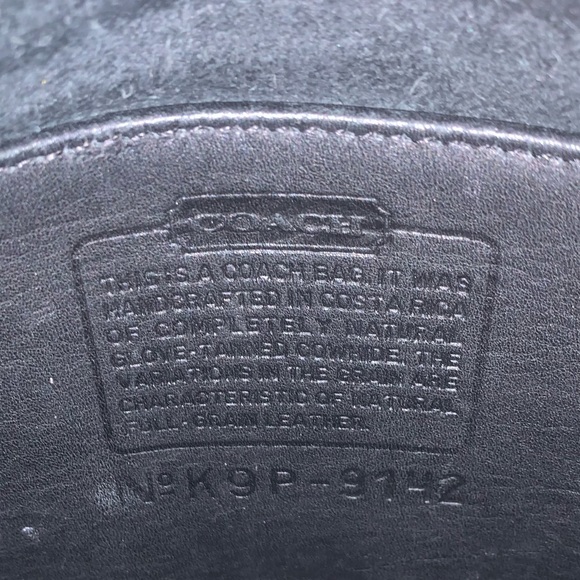 COACH
THIS IS A COACH BAG. IT WAS
HANDCRAFTED IN COSTA RICA
OF COMPLETELY NATURAL
GLOVE-TANNED COWHIDE. THE
VARIATIONS IN THE GRAIN ARE
CHARACTERISTIC OF NATURAL
FULL-GRAIN LEATHER.
Nº K9P-9142